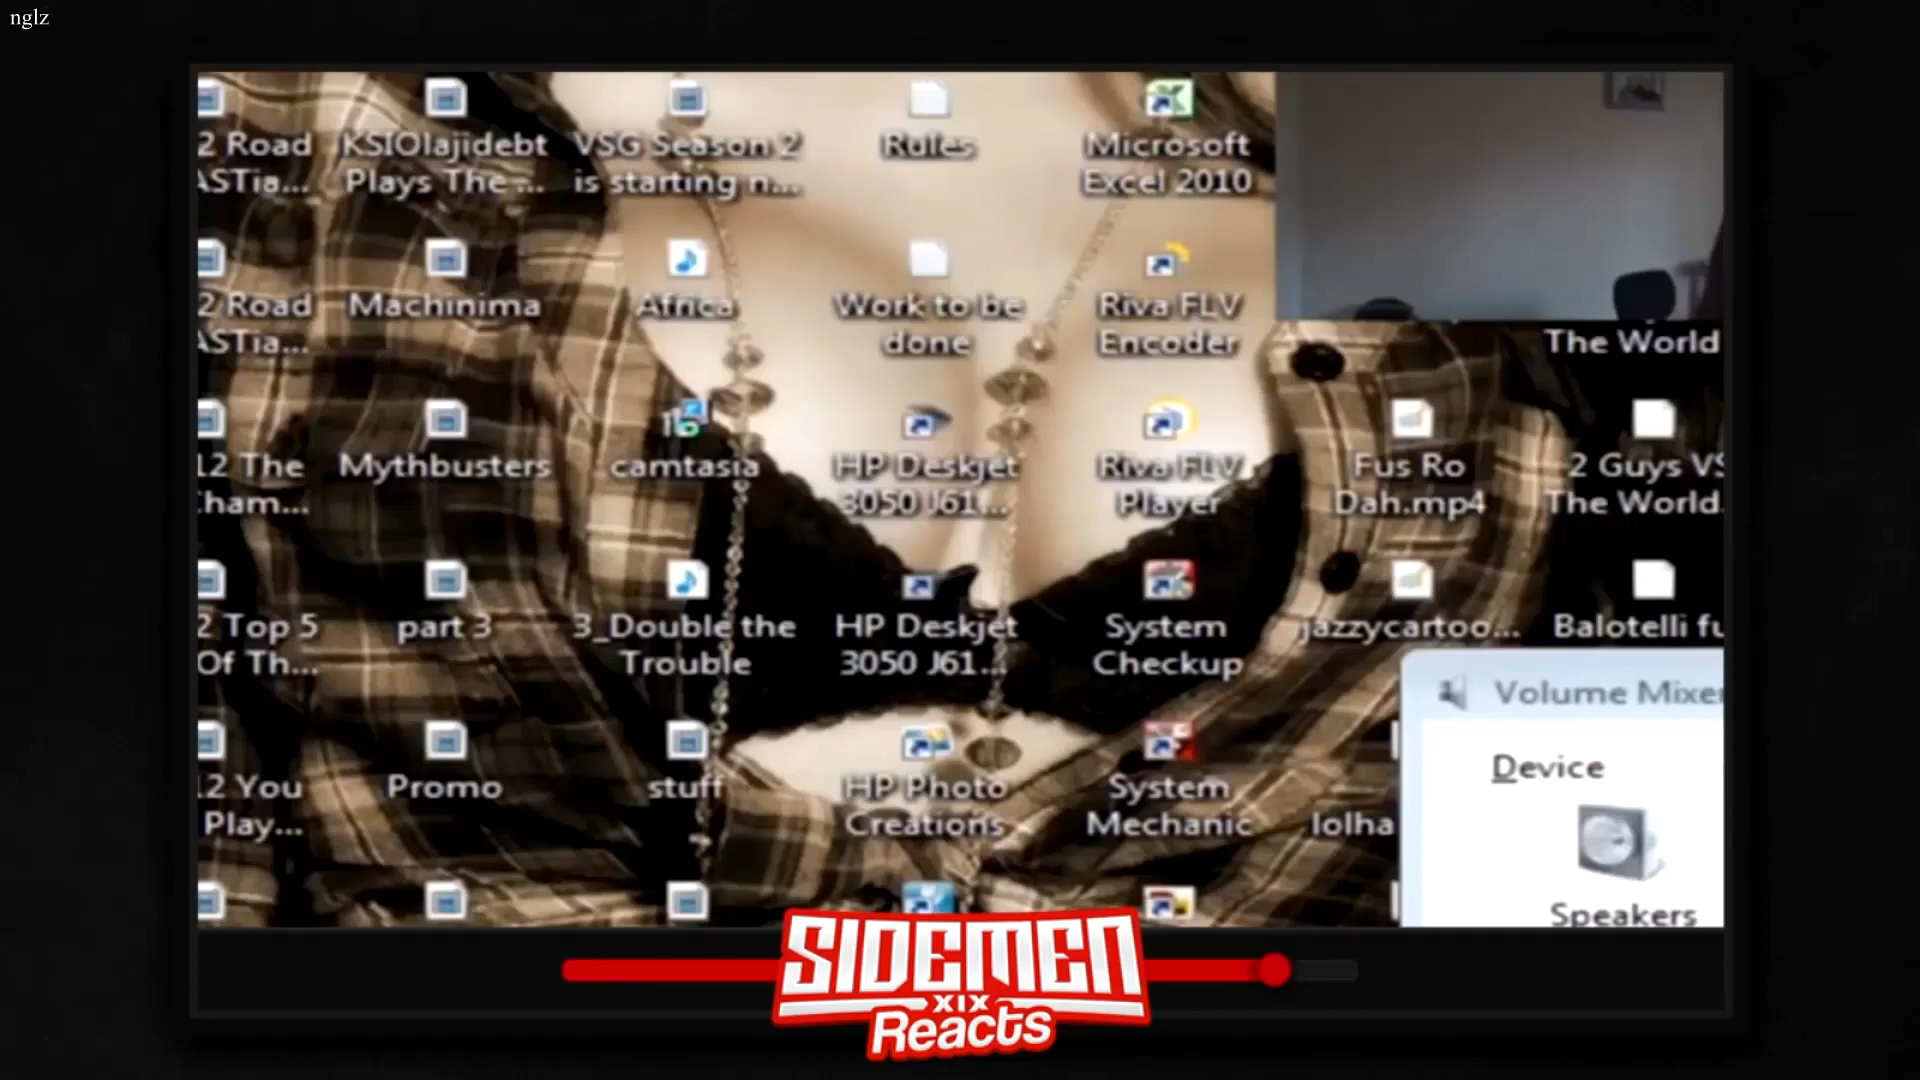 nglz
2 Road
ASTia...
KSIOlajidebt
Plays The ...
VSG Season 2
is starting n...
Rules
Microsoft
Excel 2010
2 Road
ASTia...
Machinima
Africa
Work to be
done
Riva FLV
Encoder
The World
12 The
Cham...
Mythbusters
camtasia
HP Deskjet
3050 J61...
Riva FLV
Player
Fus Ro
Dah.mp4
2 Guys VS
The World.
2 Top 5
Of Th...
part 3
3_Double the
Trouble
HP Deskjet
3050 J61...
System
Checkup
jazzycartoo...
Balotelli fu
12 You
Play...
Promo
stuff
HP Photo
Creations
System
Mechanic
lolha
Volume Mixer
Device
Speakers
SIDEMEN
XIX
Reacts